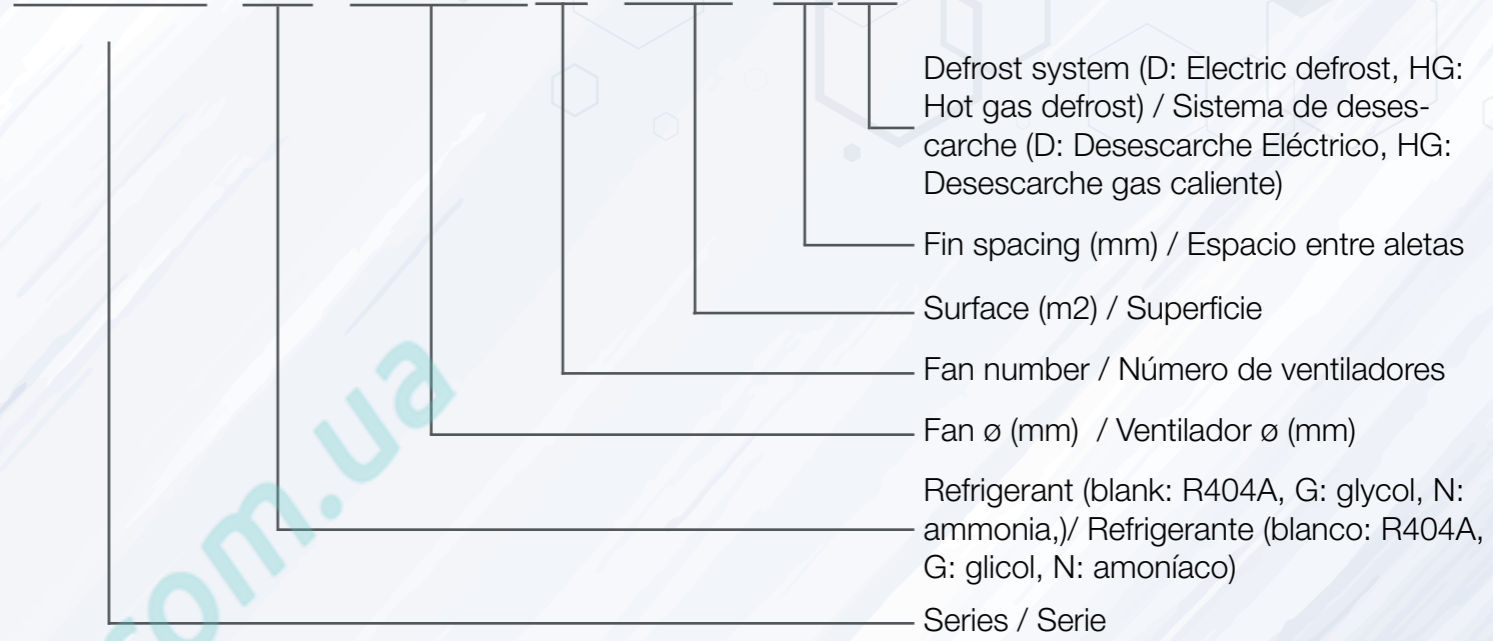 Defrost system (D: Electric defrost, HG:
Hot gas defrost) / Sistema de deses-
carche (D: Desescarche Eléctrico, HG:
Desescarche gas caliente)
Fin spacing (mm) / Espacio entre aletas
Surface (m2) / Superficie
Fan number / Número de ventiladores
Fan ø (mm) / Ventilador ø (mm)
Refrigerant (blank: R404A, G: glycol, N:
ammonia,)/ Refrigerante (blanco: R404A,
G: glicol, N: amoníaco)
Series / Serie
com.ua